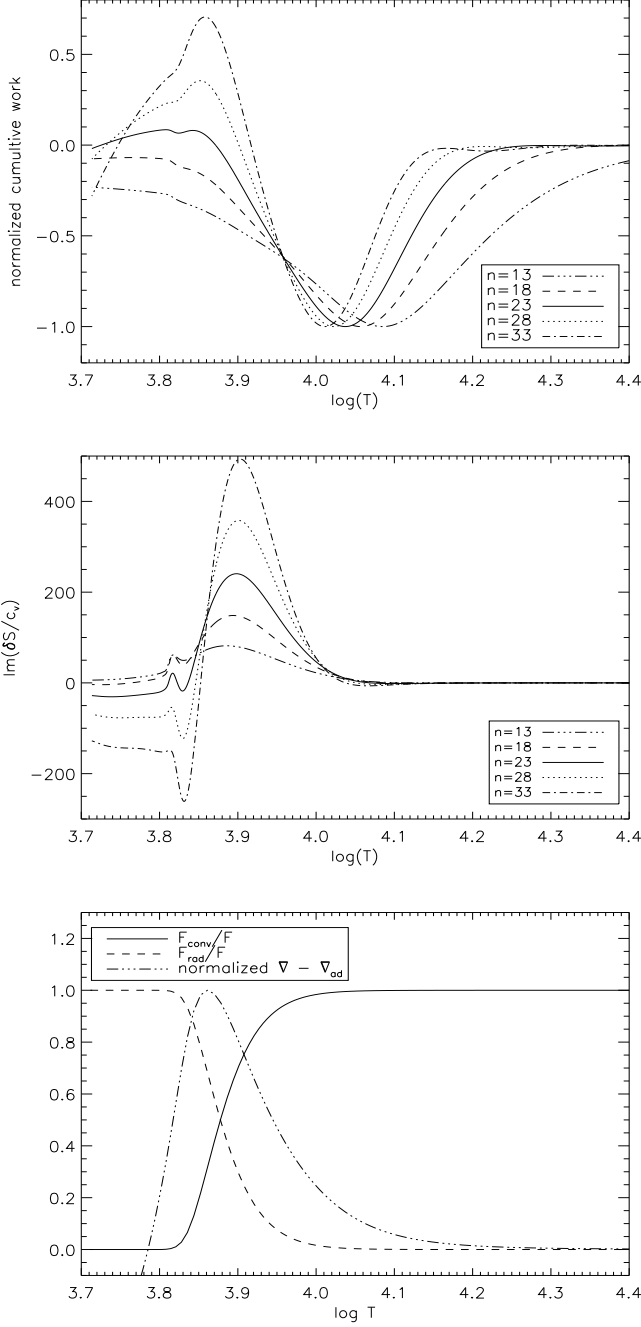 normalized cumultive work
0.5
0.0
−0.5
−1.0
n=13
n=18
n=23
n=28
n=33
3.7 3.8 3.9 4.0 4.1 4.2 4.3 4.4
log(T)
Im(δS/cᵥ)
400
200
0
−200
n=13
n=18
n=23
n=28
n=33
3.7 3.8 3.9 4.0 4.1 4.2 4.3 4.4
log(T)
1.2
1.0
0.8
0.6
0.4
0.2
0.0
F_conv/F
F_rad/F
normalized ∇ − ∇_ad
3.7 3.8 3.9 4.0 4.1 4.2 4.3 4.4
log T